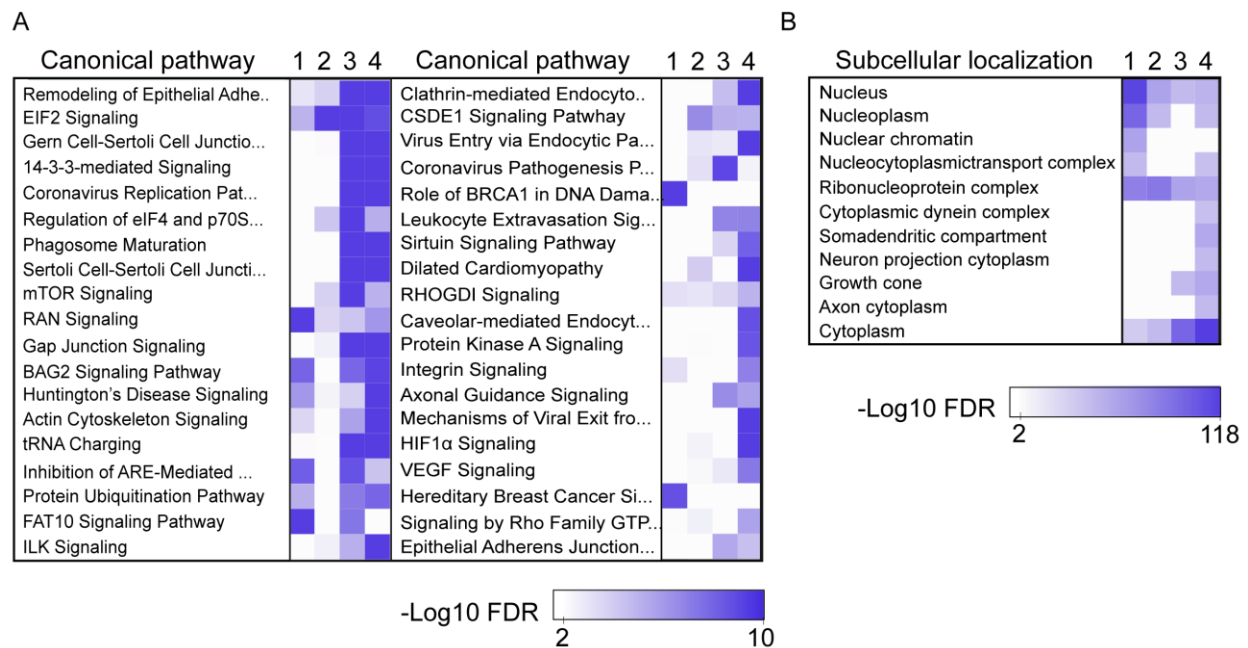 A
B
Canonical pathway 1 2 3 4 Canonical pathway 1 2 3 4
Subcellular localization 1 2 3 4
Remodeling of Epithelial Adhe..
EIF2 Signaling
Gern Cell-Sertoli Cell Junctio...
14-3-3-mediated Signaling
Coronavirus Replication Pat...
Regulation of eIF4 and p70S...
Phagosome Maturation
Sertoli Cell-Sertoli Cell Juncti...
mTOR Signaling
RAN Signaling
Gap Junction Signaling
BAG2 Signaling Pathway
Huntington's Disease Signaling
Actin Cytoskeleton Signaling
tRNA Charging
Inhibition of ARE-Mediated ...
Protein Ubiquitination Pathway
FAT10 Signaling Pathway
ILK Signaling
Clathrin-mediated Endocyto..
CSDE1 Signaling Patwhay
Virus Entry via Endocytic Pa...
Coronavirus Pathogenesis P...
Role of BRCA1 in DNA Dama...
Leukocyte Extravasation Sig...
Sirtuin Signaling Pathway
Dilated Cardiomyopathy
RHOGDI Signaling
Caveolar-mediated Endocyt...
Protein Kinase A Signaling
Integrin Signaling
Axonal Guidance Signaling
Mechanisms of Viral Exit fro...
HIF1α Signaling
VEGF Signaling
Hereditary Breast Cancer Si...
Signaling by Rho Family GTP...
Epithelial Adherens Junction...
-Log10 FDR
2 10
Nucleus
Nucleoplasm
Nuclear chromatin
Nucleocytoplasmictransport complex
Ribonucleoprotein complex
Cytoplasmic dynein complex
Somadendritic compartment
Neuron projection cytoplasm
Growth cone
Axon cytoplasm
Cytoplasm
-Log10 FDR
2 118